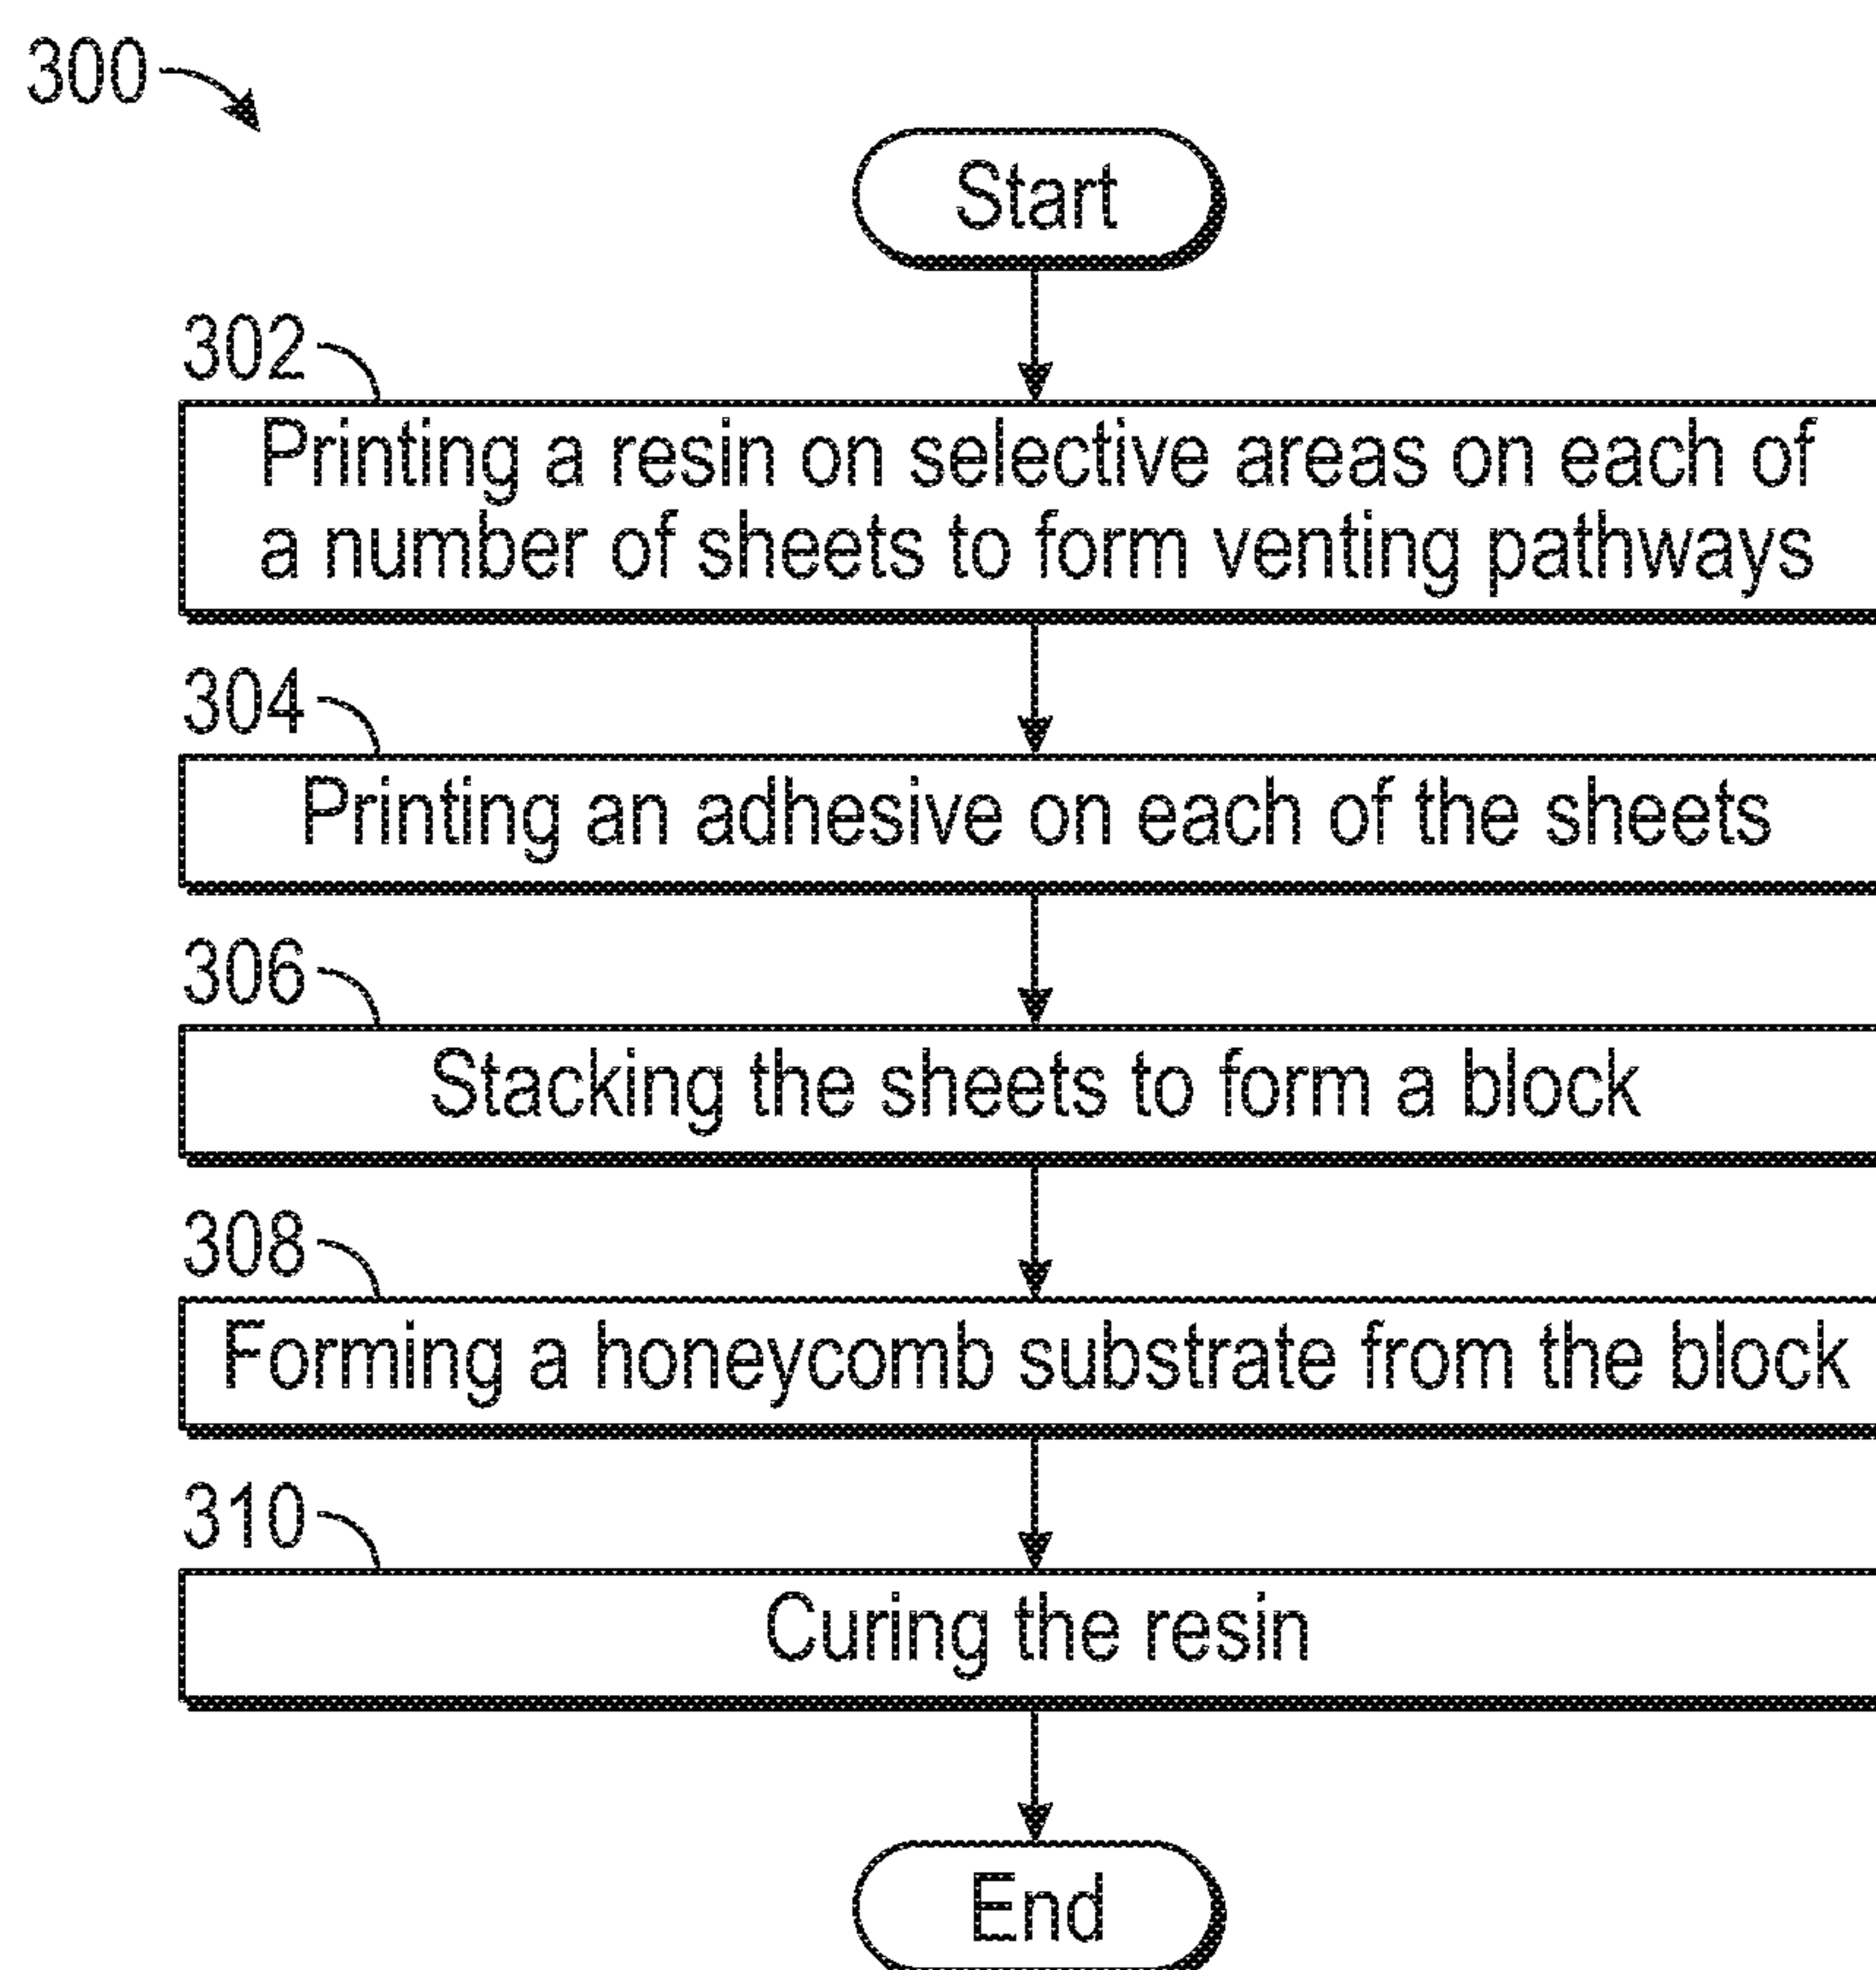 300
Start
302
Printing a resin on selective areas on each of
a number of sheets to form venting pathways
304
Printing an adhesive on each of the sheets
306
Stacking the sheets to form a block
308
Forming a honeycomb substrate from the block
310
Curing the resin
End